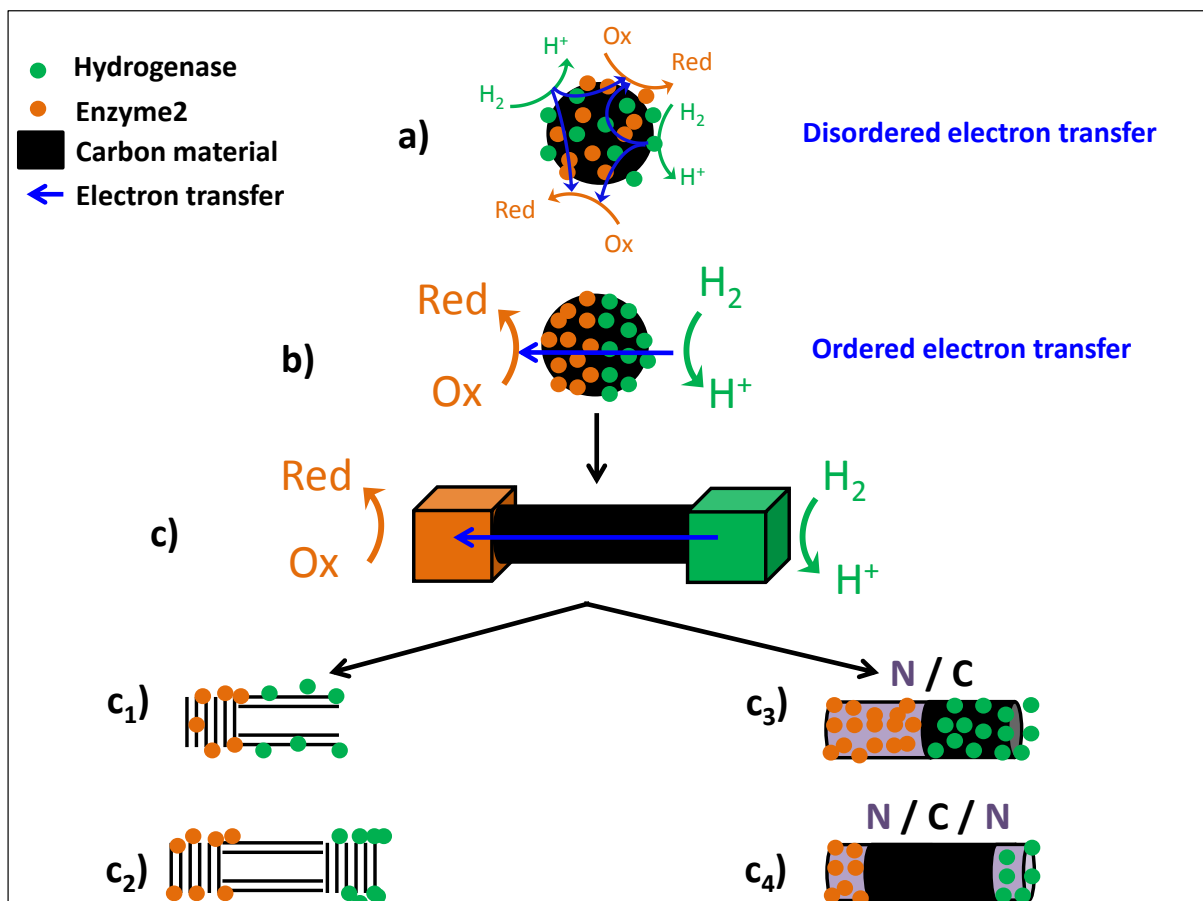 Hydrogenase
Enzyme2
Carbon material
Electron transfer
a)
H⁺
Ox
Red
H₂
H₂
H⁺
Red
Ox
Disordered electron transfer
b)
Red
Ox
H₂
H⁺
Ordered electron transfer
c)
Red
Ox
H₂
H⁺
c₁)
c₃)
N / C
c₂)
c₄)
N / C / N